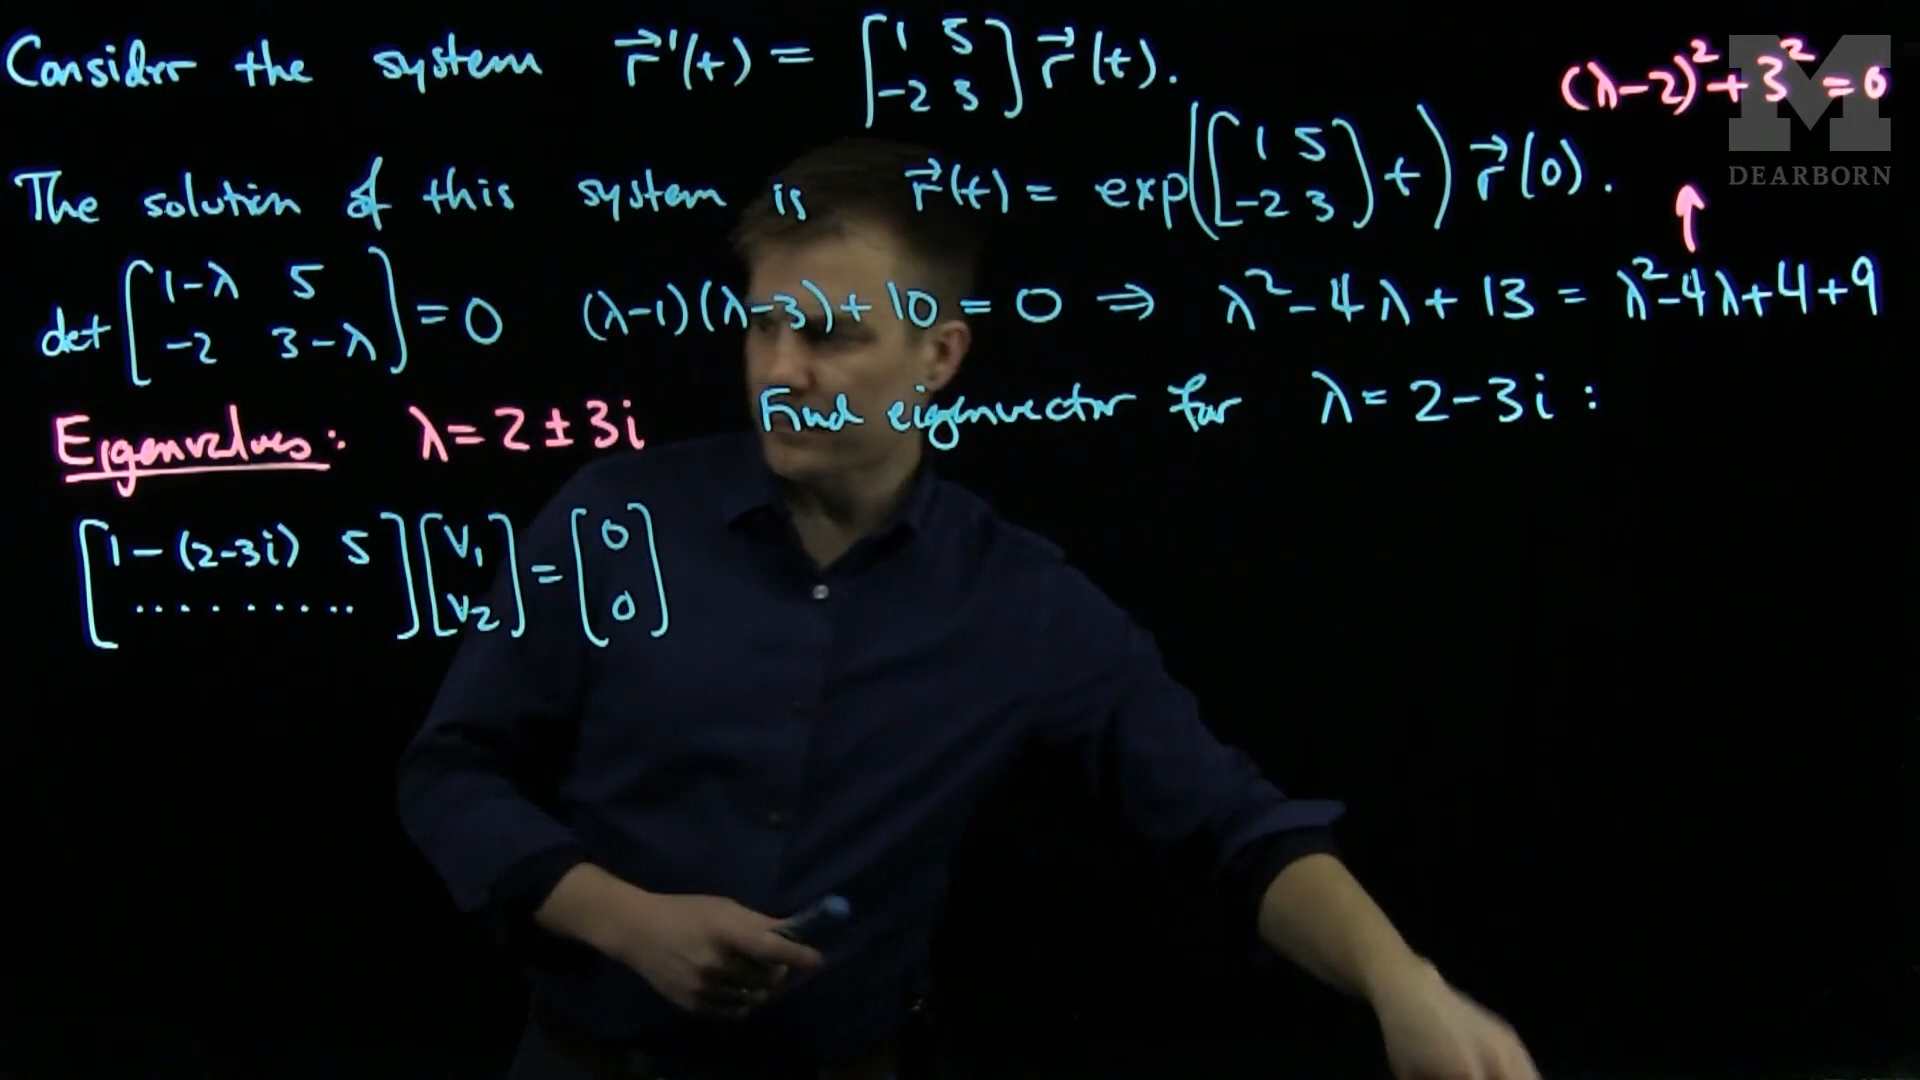 Consider the system r⃗'(t) = [1 5; -2 3] r⃗(t).
(λ-2)² + 3² = 0
The solution of this system is r⃗(t) = exp([1 5; -2 3] t) r⃗(0).
DEARBORN
det [1-λ 5; -2 3-λ] = 0 (λ-1)(λ-3) + 10 = 0 ⇒ λ² - 4λ + 13 = λ² - 4λ + 4 + 9
Eigenvalues: λ = 2 ± 3i Find eigenvector for λ = 2 - 3i :
[1 - (2-3i) 5; ..........] [v₁; v₂] = [0; 0]